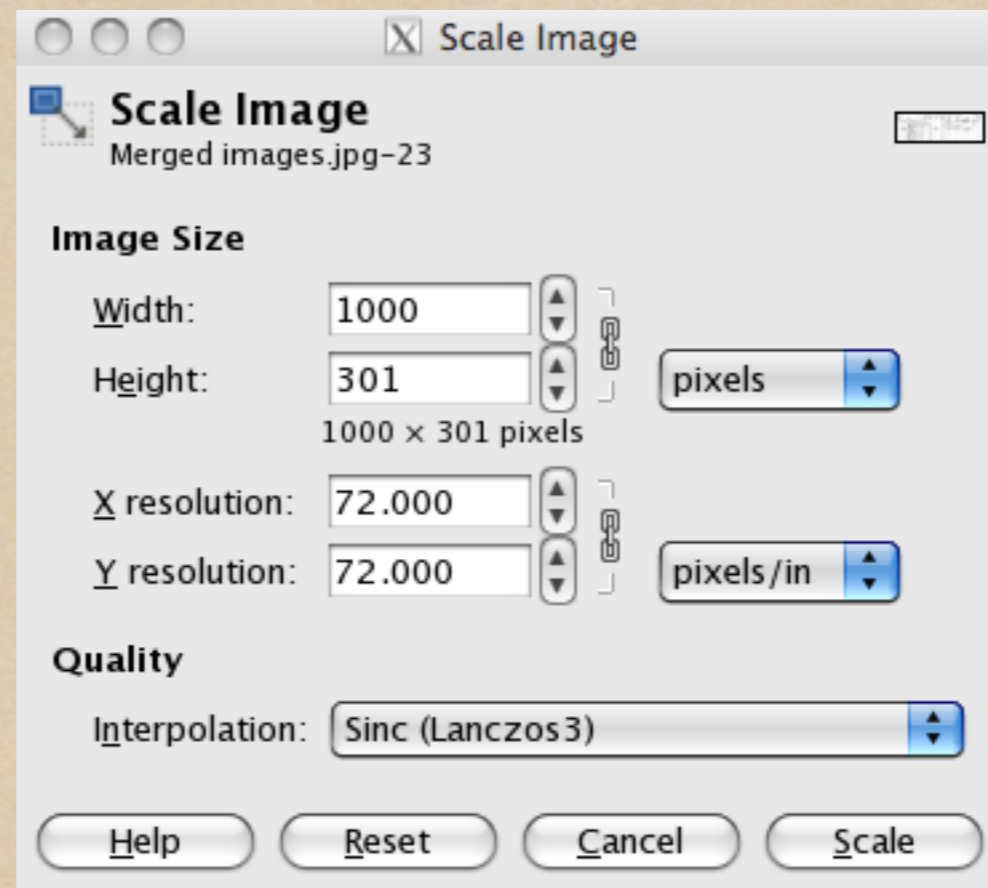 Scale Image
Scale Image
Merged images.jpg-23
Image Size
Width: 1000
Height: 301 pixels
1000 × 301 pixels
X resolution: 72.000
Y resolution: 72.000 pixels/in
Quality
Interpolation: Sinc (Lanczos3)
Help Reset Cancel Scale